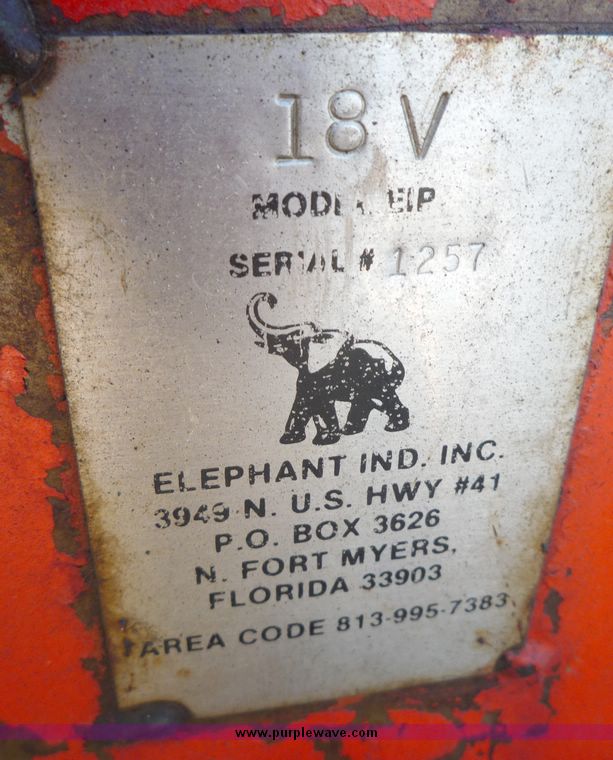 18 V
MODEL EIP
SERIAL # 1257
ELEPHANT IND. INC.
3949 N. U.S. HWY #41
P.O. BOX 3626
N. FORT MYERS,
FLORIDA 33903
AREA CODE 813-995-7383
www.purplewave.com